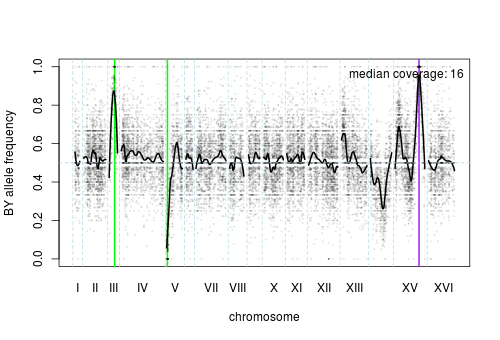 median coverage: 16
BY allele frequency
1.0
0.8
0.6
0.4
0.2
0.0
I II III IV V VII VIII X XI XII XIII XV XVI
chromosome